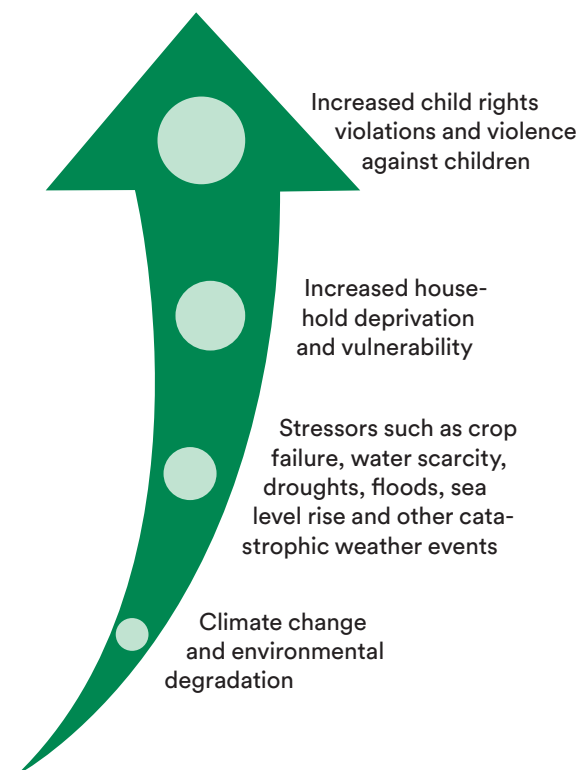 Increased child rights
violations and violence
against children
Increased house-
hold deprivation
and vulnerability
Stressors such as crop
failure, water scarcity,
droughts, floods, sea
level rise and other cata-
strophic weather events
Climate change
and environmental
degradation